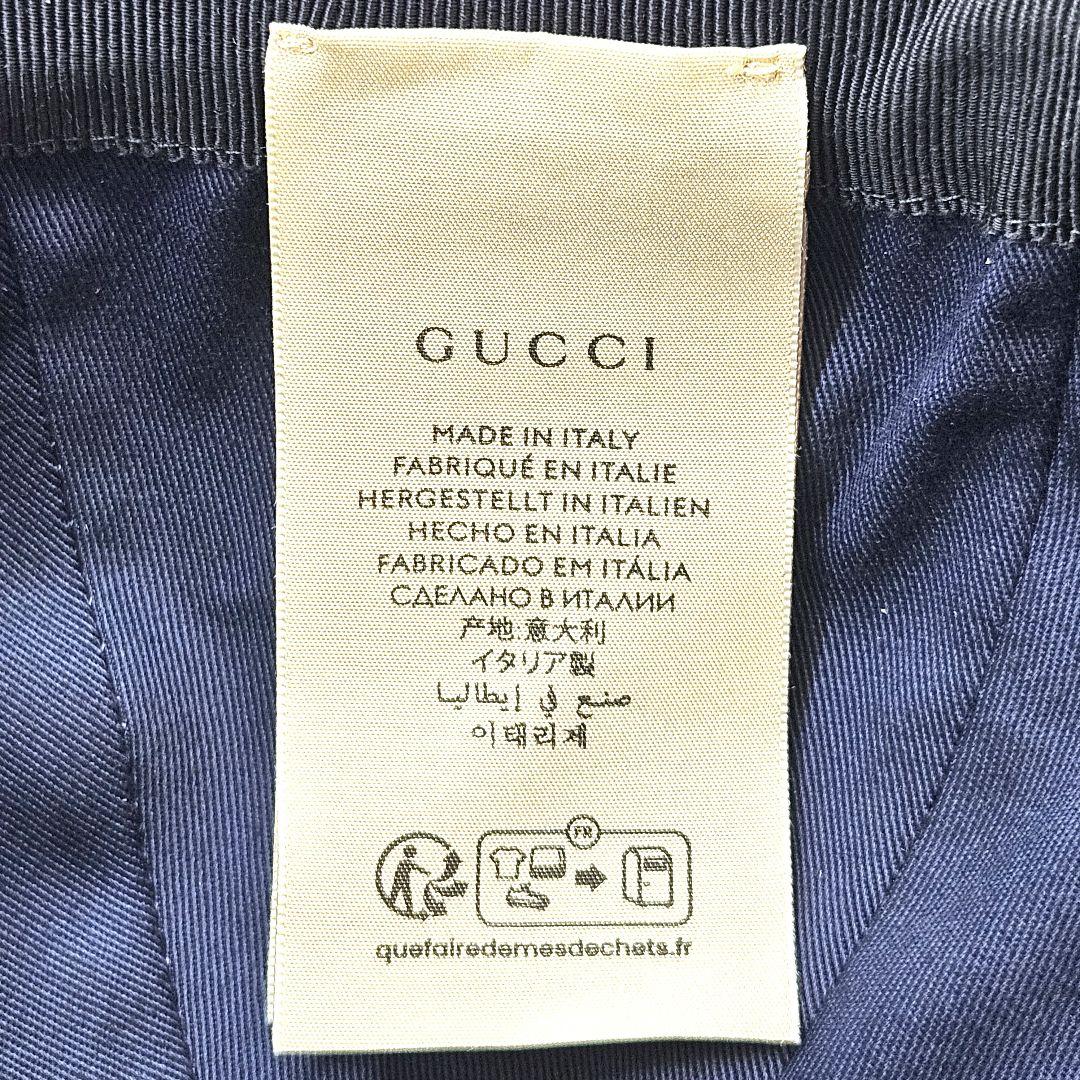 GUCCI
MADE IN ITALY
FABRIQUÉ EN ITALIE
HERGESTELLT IN ITALIEN
HECHO EN ITALIA
FABRICADO EM ITÁLIA
СДЕЛАНО В ИТАЛИИ
产地:意大利
イタリア製
صنع في إيطاليا
이태리제
FR
quefairedemesdechets.fr